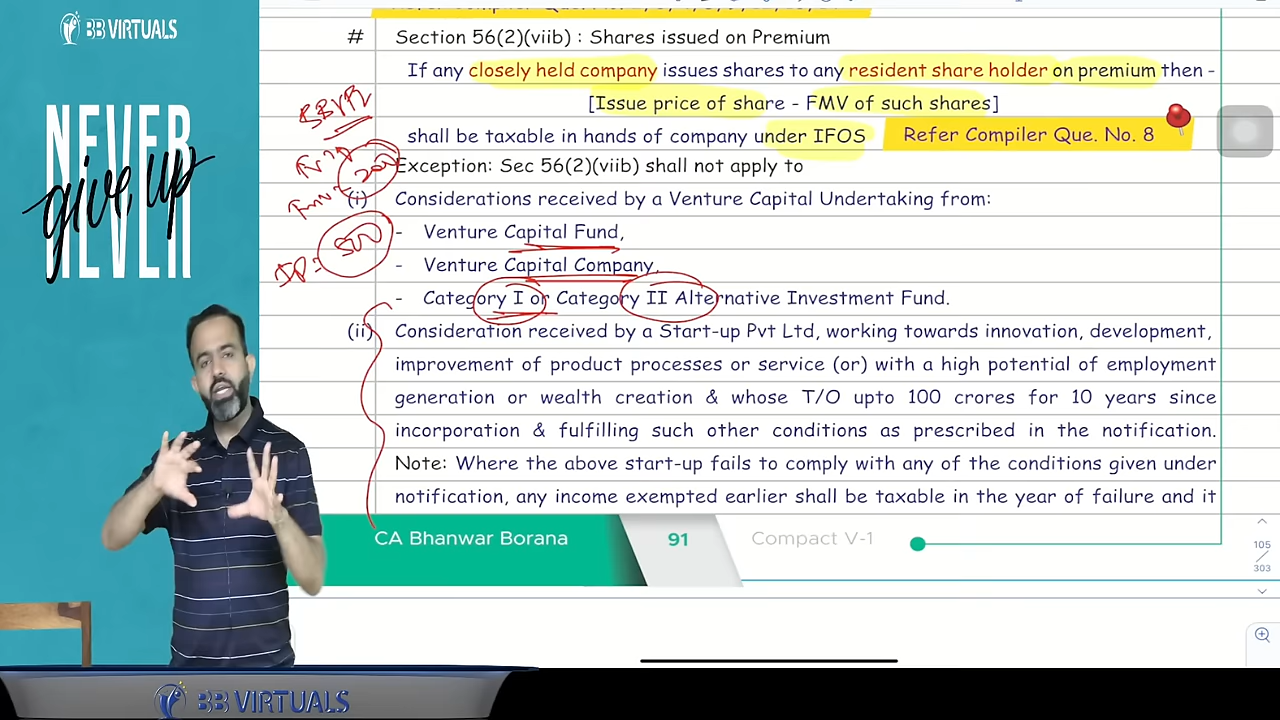 BB VIRTUALS
NEVER
give up
NEVER
# Section 56(2)(viib) : Shares issued on Premium
If any closely held company issues shares to any resident share holder on premium then -
[Issue price of share - FMV of such shares]
shall be taxable in hands of company under IFOS Refer Compiler Que. No. 8
Exception: Sec 56(2)(viib) shall not apply to
(i) Considerations received by a Venture Capital Undertaking from:
- Venture Capital Fund,
- Venture Capital Company,
- Category I or Category II Alternative Investment Fund.
(ii) Consideration received by a Start-up Pvt Ltd, working towards innovation, development,
improvement of product processes or service (or) with a high potential of employment
generation or wealth creation & whose T/O upto 100 crores for 10 years since
incorporation & fulfilling such other conditions as prescribed in the notification.
Note: Where the above start-up fails to comply with any of the conditions given under
notification, any income exempted earlier shall be taxable in the year of failure and it
BBVPL
200
500
CA Bhanwar Borana 91 Compact V-1
105
303
BB VIRTUALS